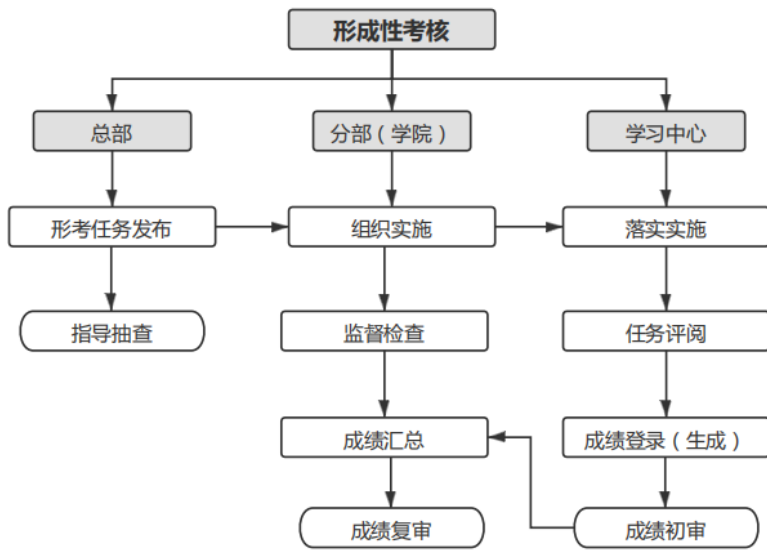 形成性考核
总部
分部（学院）
学习中心
形考任务发布
组织实施
落实实施
指导抽查
监督检查
任务评阅
成绩汇总
成绩登录（生成）
成绩复审
成绩初审